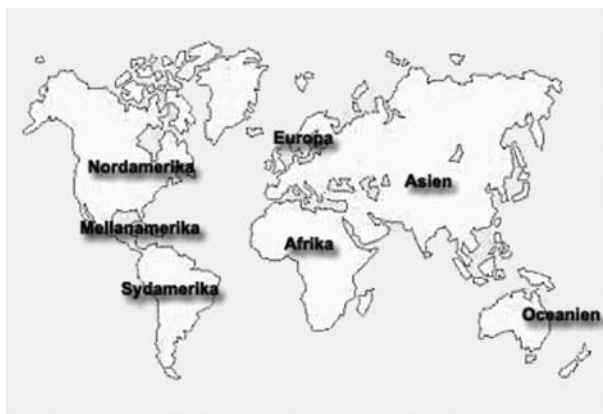 Europa
Nordamerika
Asien
Mellanamerika
Afrika
Sydamerika
Oceanien